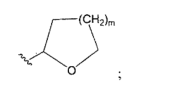 (CH2)m
O ;